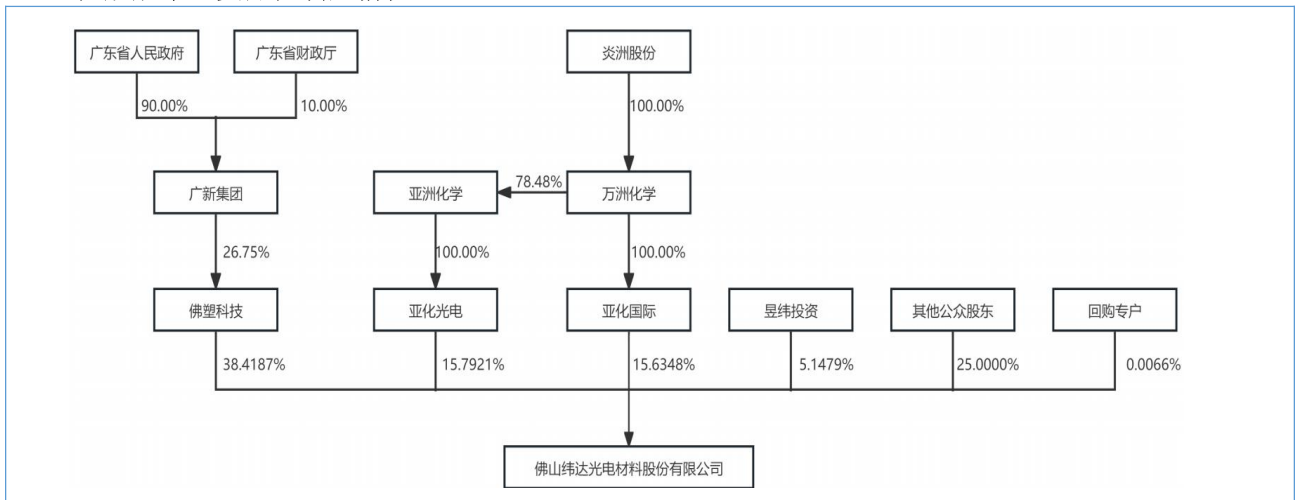 广东省人民政府 广东省财政厅 炎洲股份
90.00% 10.00% 100.00%
广新集团 亚洲化学 78.48% 万洲化学
26.75% 100.00% 100.00%
佛塑科技 亚化光电 亚化国际 昱纬投资 其他公众股东 回购专户
38.4187% 15.7921% 15.6348% 5.1479% 25.0000% 0.0066%
佛山纬达光电材料股份有限公司